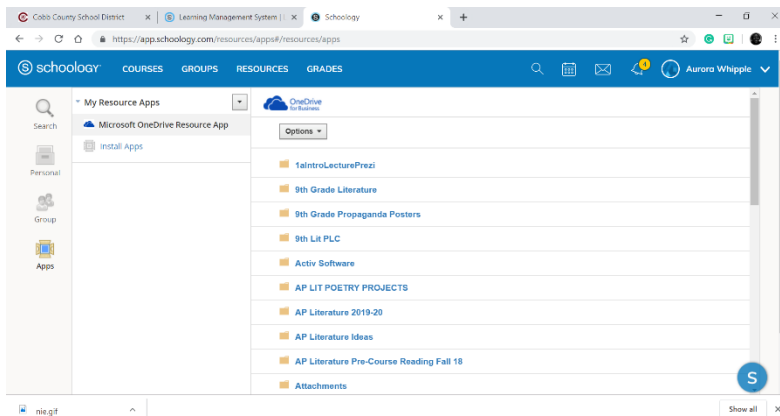 Cobb County School District
Learning Management System |
Schoology
https://app.schoology.com/resources/apps#/resources/apps
S schoology COURSES GROUPS RESOURCES GRADES
4
Aurora Whipple
Search
Personal
Group
Apps
My Resource Apps
Microsoft OneDrive Resource App
Install Apps
OneDrive
for Business
Options
1aIntroLecturePrezi
9th Grade Literature
9th Grade Propaganda Posters
9th Lit PLC
Activ Software
AP LIT POETRY PROJECTS
AP Literature 2019-20
AP Literature Ideas
AP Literature Pre-Course Reading Fall 18
Attachments
S
nie.gif
Show all